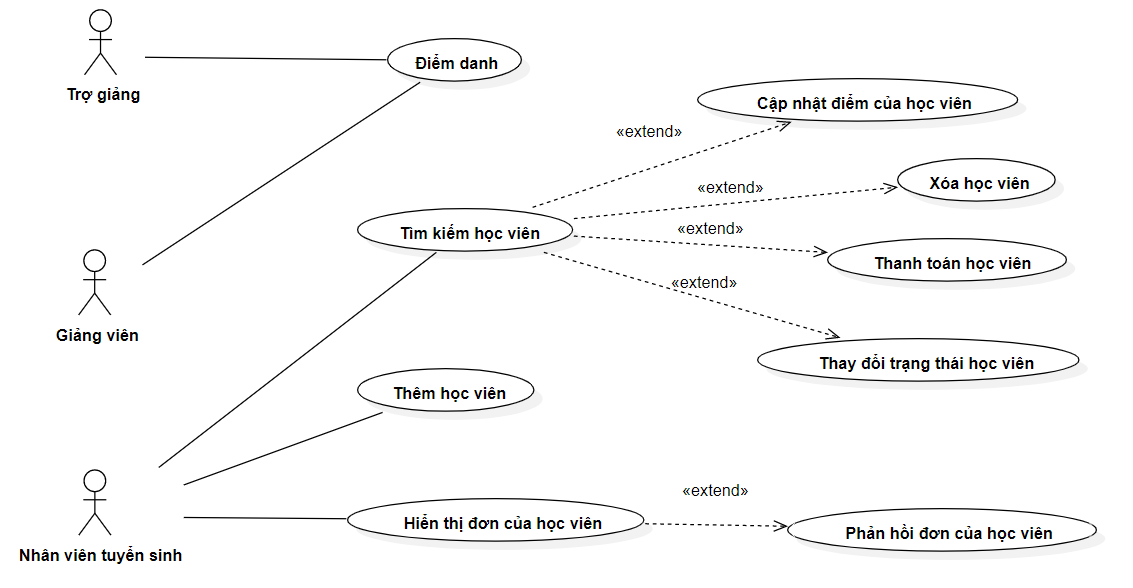 Điểm danh
Trợ giảng
Cập nhật điểm của học viên
«extend»
Xóa học viên
«extend»
Tìm kiếm học viên
«extend»
Thanh toán học viên
«extend»
Giảng viên
Thay đổi trạng thái học viên
Thêm học viên
«extend»
Hiển thị đơn của học viên
Phản hồi đơn của học viên
Nhân viên tuyển sinh